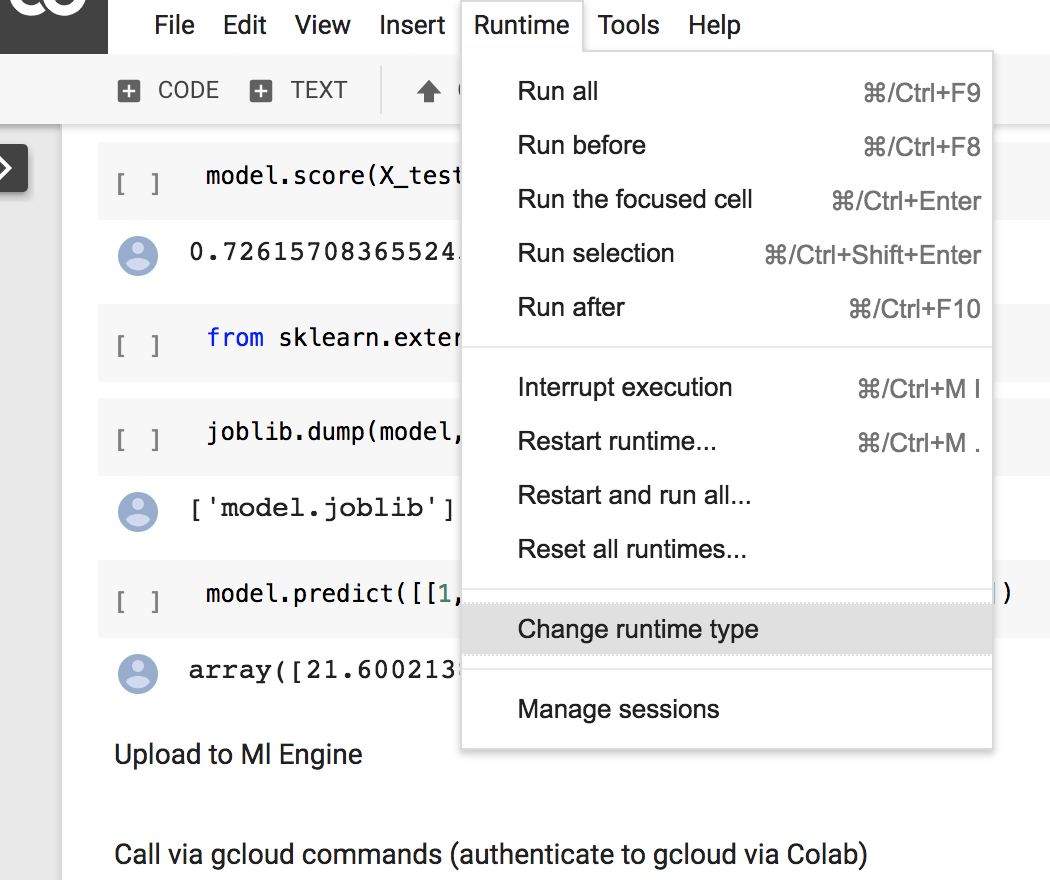 File Edit View Insert Runtime Tools Help
CODE TEXT
Run all ⌘/Ctrl+F9
Run before ⌘/Ctrl+F8
Run the focused cell ⌘/Ctrl+Enter
Run selection ⌘/Ctrl+Shift+Enter
Run after ⌘/Ctrl+F10
Interrupt execution ⌘/Ctrl+M I
Restart runtime... ⌘/Ctrl+M .
Restart and run all...
Reset all runtimes...
Change runtime type
Manage sessions
[ ] model.score(X_test
0.72615708365524
[ ] from sklearn.exter
[ ] joblib.dump(model,
['model.joblib']
[ ] model.predict([[1, )
array([21.600213
Upload to Ml Engine
Call via gcloud commands (authenticate to gcloud via Colab)